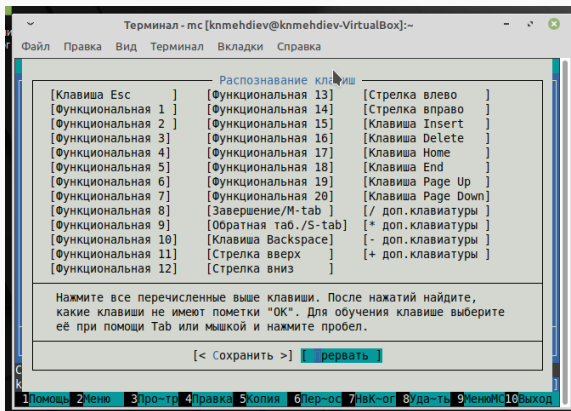 Терминал - mc [knmehdiev@knmehdiev-VirtualBox]:~
Файл Правка Вид Терминал Вкладки Справка
Распознавание клавиш
[Клавиша Esc ] [Функциональная 13] [Стрелка влево ]
[Функциональная 1 ] [Функциональная 14] [Стрелка вправо ]
[Функциональная 2 ] [Функциональная 15] [Клавиша Insert ]
[Функциональная 3] [Функциональная 16] [Клавиша Delete ]
[Функциональная 4] [Функциональная 17] [Клавиша Home ]
[Функциональная 5] [Функциональная 18] [Клавиша End ]
[Функциональная 6] [Функциональная 19] [Клавиша Page Up ]
[Функциональная 7] [Функциональная 20] [Клавиша Page Down]
[Функциональная 8] [Завершение/M-tab ] [/ доп.клавиатуры ]
[Функциональная 9] [Обратная таб./S-tab] [* доп.клавиатуры ]
[Функциональная 10] [Клавиша Backspace] [- доп.клавиатуры ]
[Функциональная 11] [Стрелка вверх ] [+ доп.клавиатуры ]
[Функциональная 12] [Стрелка вниз ]
Нажмите все перечисленные выше клавиши. После нажатий найдите,
какие клавиши не имеют пометки "OK". Для обучения клавише выберите
её при помощи Tab или мышкой и нажмите пробел.
[< Сохранить >] [ Прервать ]
1Помощь 2Меню 3Про~тр 4Правка 5Копия 6Пер~ос 7НвК~ог 8Уда~ть 9МенюMC 10Выход